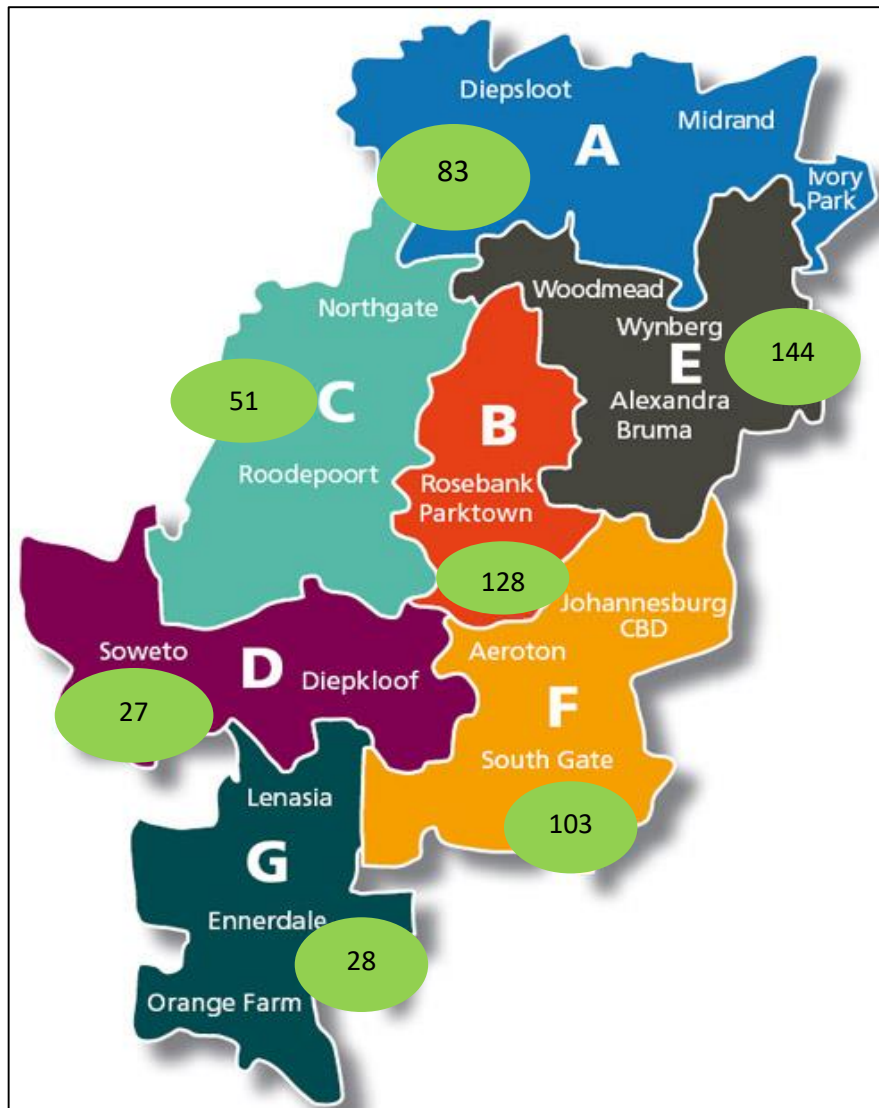 Diepsloot
Midrand
A
83
Ivory
Park
Woodmead
Northgate
Wynberg
144
E
51
C
Alexandra
B
Bruma
Roodepoort
Rosebank
Parktown
128
Johannesburg
CBD
Soweto
Aeroton
D
Diepkloof
27
F
South Gate
Lenasia
103
G
Ennerdale
28
Orange Farm